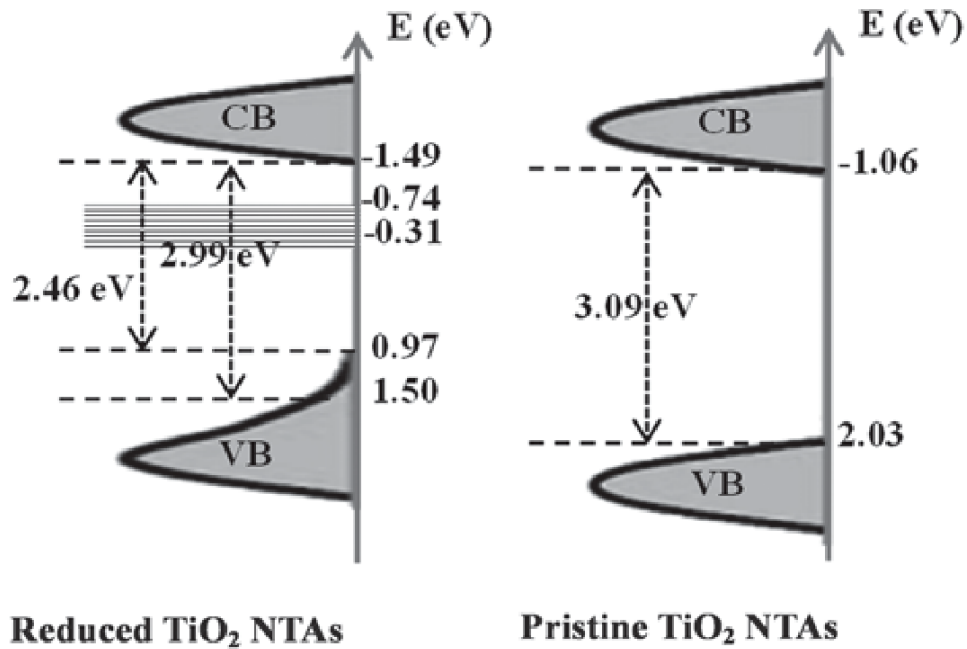 E (eV)
CB
-1.49
-0.74
-0.31
2.99 eV
2.46 eV
0.97
1.50
VB
Reduced TiO₂ NTAs
E (eV)
CB
-1.06
3.09 eV
2.03
VB
Pristine TiO₂ NTAs